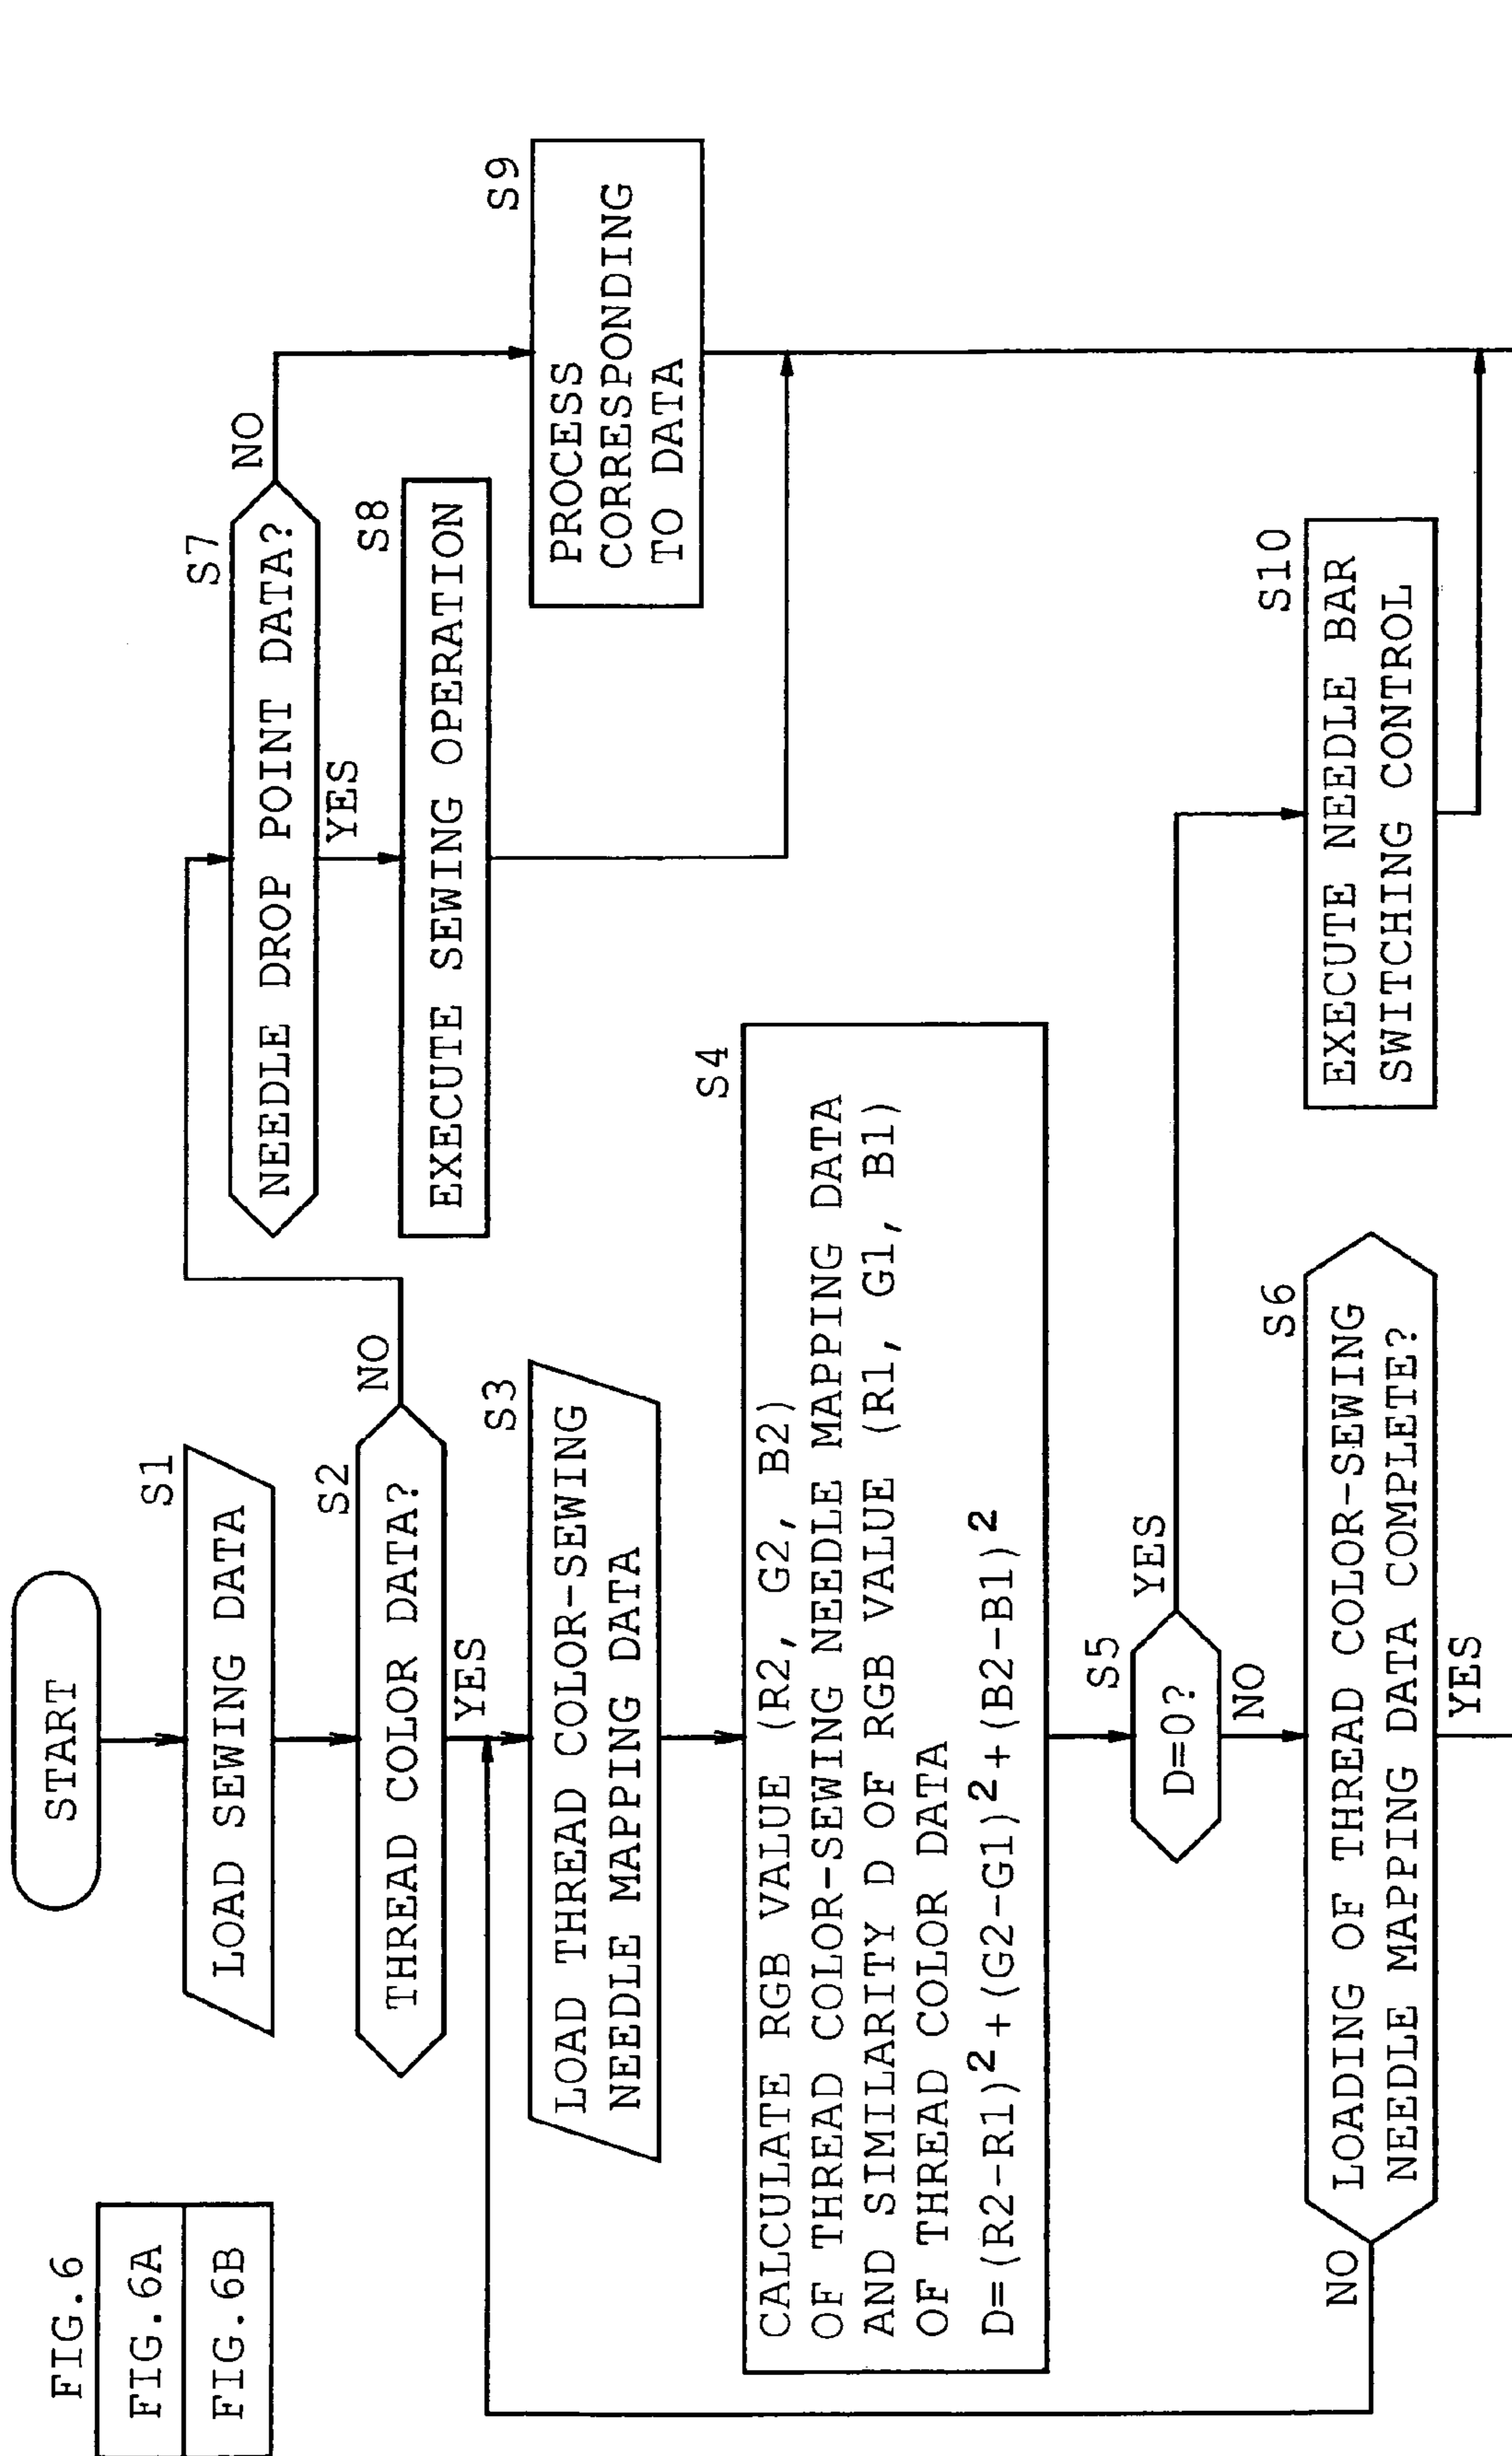 FIG.6
FIG.6A
FIG.6B
START
S1
LOAD SEWING DATA
S2
THREAD COLOR DATA?
NO
YES
S3
LOAD THREAD COLOR-SEWING
NEEDLE MAPPING DATA
S4
CALCULATE RGB VALUE (R2, G2, B2)
OF THREAD COLOR-SEWING NEEDLE MAPPING DATA
AND SIMILARITY D OF RGB VALUE (R1, G1, B1)
OF THREAD COLOR DATA
D=(R2-R1)²+(G2-G1)²+(B2-B1)²
S5
D=0?
YES
NO
S6
LOADING OF THREAD COLOR-SEWING
NEEDLE MAPPING DATA COMPLETE?
NO
YES
S7
NEEDLE DROP POINT DATA?
NO
YES
S8
EXECUTE SEWING OPERATION
S9
PROCESS
CORRESPONDING
TO DATA
S10
EXECUTE NEEDLE BAR
SWITCHING CONTROL